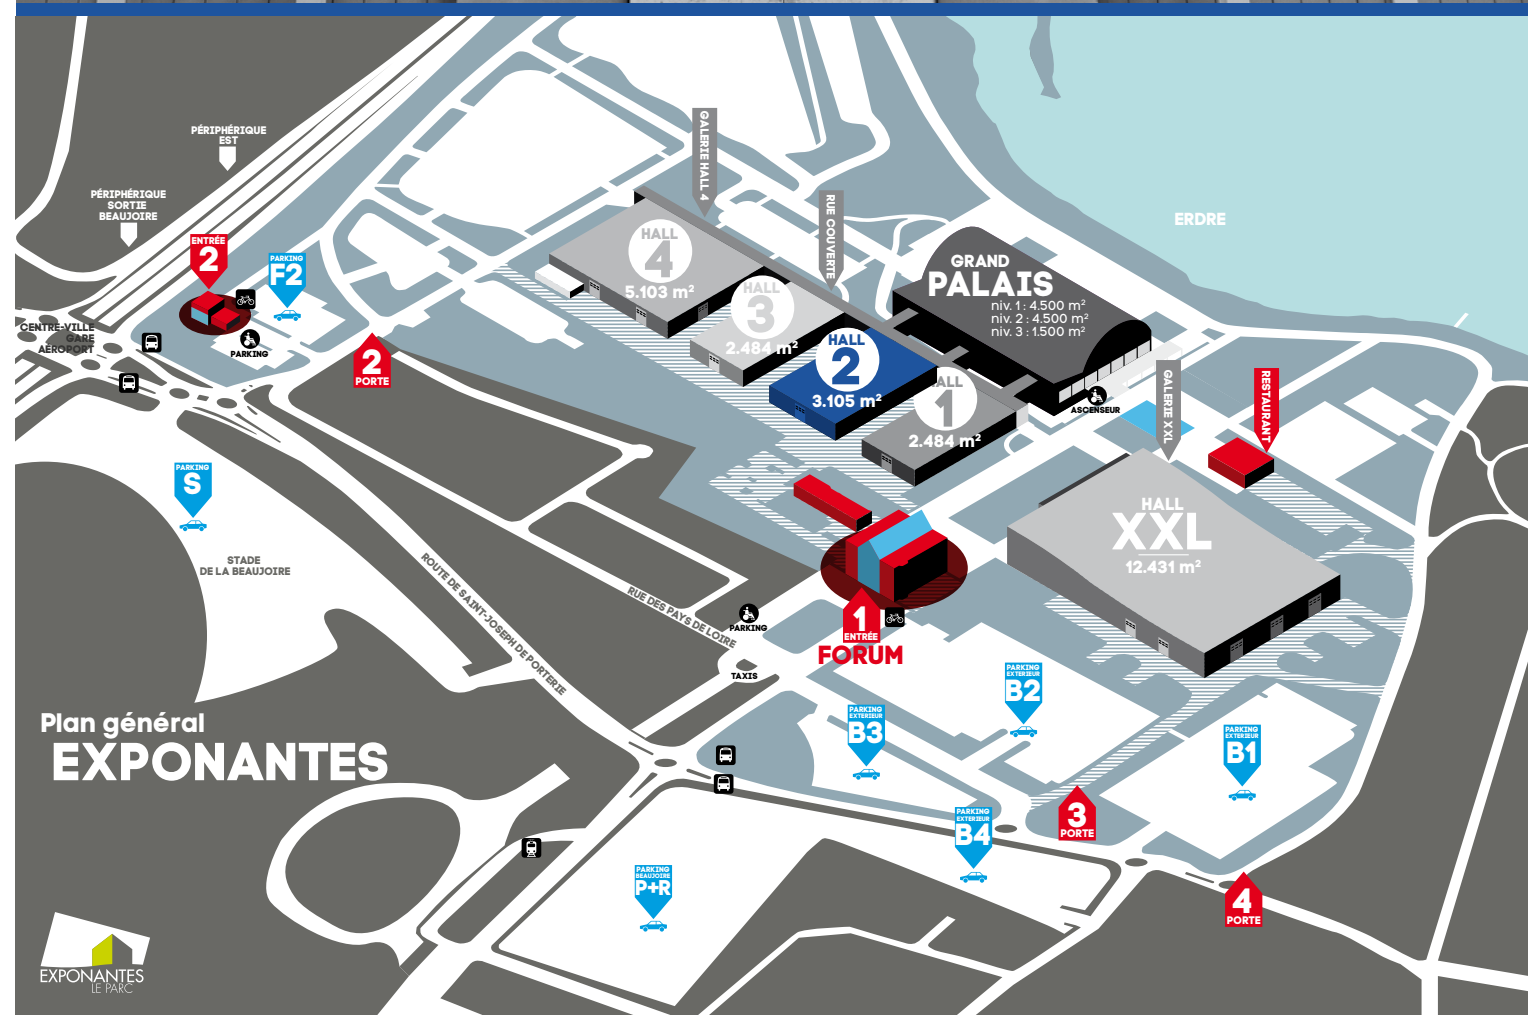 PÉRIPHÉRIQUE
EST
PÉRIPHÉRIQUE
SORTIE
BEAUJOIRE
ENTRÉE
2
PARKING
F2
CENTRE-VILLE
GARE
AÉROPORT
PARKING
2
PORTE
GALERIE HALL 4
RUE COUVERTE
HALL
4
5.103 m²
HALL
3
2.484 m²
HALL
2
3.105 m²
HALL
1
2.484 m²
GRAND
PALAIS
niv. 1 : 4.500 m²
niv. 2 : 4.500 m²
niv. 3 : 1.500 m²
ERDRE
ASCENSEUR
GALERIE XXL
RESTAURANT
HALL
XXL
12.431 m²
PARKING
S
STADE
DE LA BEAUJOIRE
ROUTE DE SAINT-JOSEPH DE PORTERIE
RUE DES PAYS DE LOIRE
PARKING
TAXIS
1
ENTRÉE
FORUM
PARKING
EXTERIEUR
B2
PARKING
EXTERIEUR
B3
PARKING
EXTERIEUR
B1
PARKING
EXTERIEUR
B4
3
PORTE
4
PORTE
PARKING
BEAUJOIRE
P+R
Plan général
EXPONANTES
EXPONANTES
LE PARC